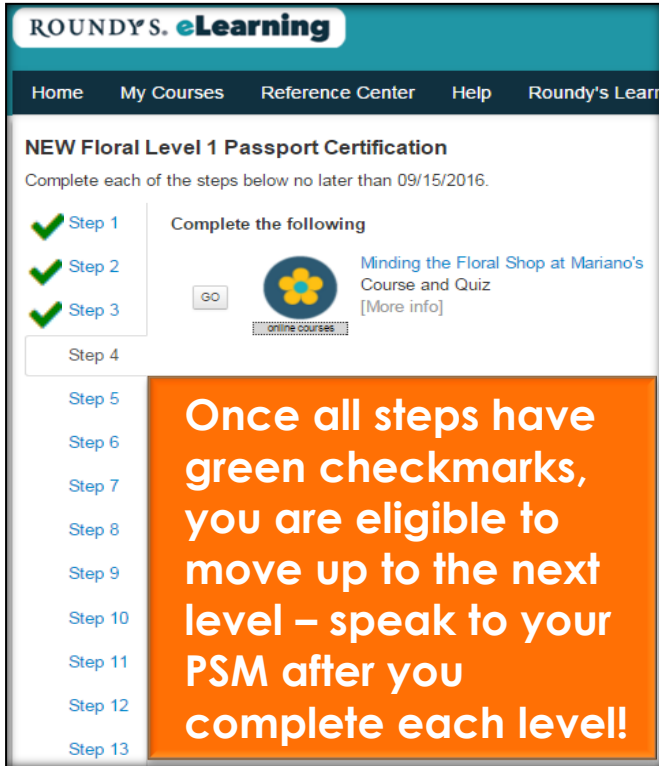 ROUNDY'S. eLearning
Home My Courses Reference Center Help Roundy's Learn
NEW Floral Level 1 Passport Certification
Complete each of the steps below no later than 09/15/2016.
Step 1
Complete the following
Step 2
GO
online courses
Minding the Floral Shop at Mariano's
Course and Quiz
[More info]
Step 3
Step 4
Step 5
Step 6
Step 7
Step 8
Step 9
Step 10
Step 11
Step 12
Step 13
Once all steps have
green checkmarks,
you are eligible to
move up to the next
level – speak to your
PSM after you
complete each level!